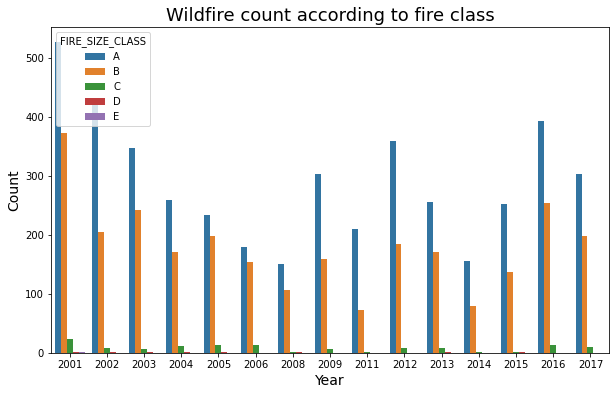 Wildfire count according to fire class
FIRE_SIZE_CLASS
A
B
C
D
E
500
400
300
200
100
0
Count
2001 2002 2003 2004 2005 2006 2008 2009 2011 2012 2013 2014 2015 2016 2017
Year